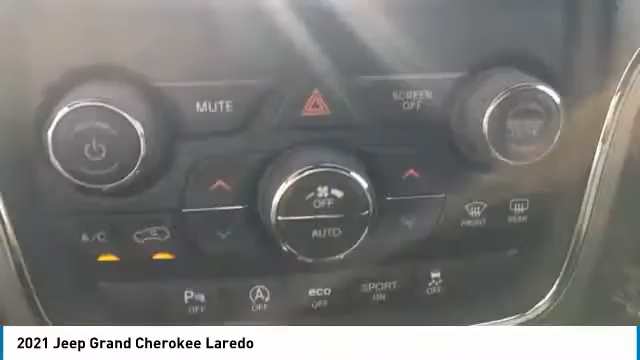 MUTE
SCREEN OFF
OFF
AUTO
A/C
FRONT
REAR
P OFF
A OFF
eco OFF
SPORT ON
OFF
2021 Jeep Grand Cherokee Laredo